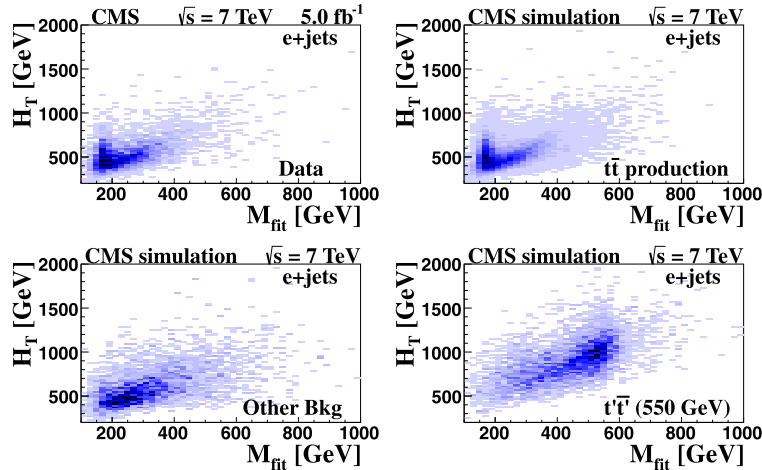 CMS √s = 7 TeV 5.0 fb⁻¹
e+jets
H_T [GeV]
2000
1500
1000
500
Data
200 400 600 800 1000
M_fit [GeV]
CMS simulation √s = 7 TeV
e+jets
H_T [GeV]
2000
1500
1000
500
tt̅ production
200 400 600 800 1000
M_fit [GeV]
CMS simulation √s = 7 TeV
e+jets
H_T [GeV]
2000
1500
1000
500
Other Bkg
200 400 600 800 1000
M_fit [GeV]
CMS simulation √s = 7 TeV
e+jets
H_T [GeV]
2000
1500
1000
500
t't̅' (550 GeV)
200 400 600 800 1000
M_fit [GeV]